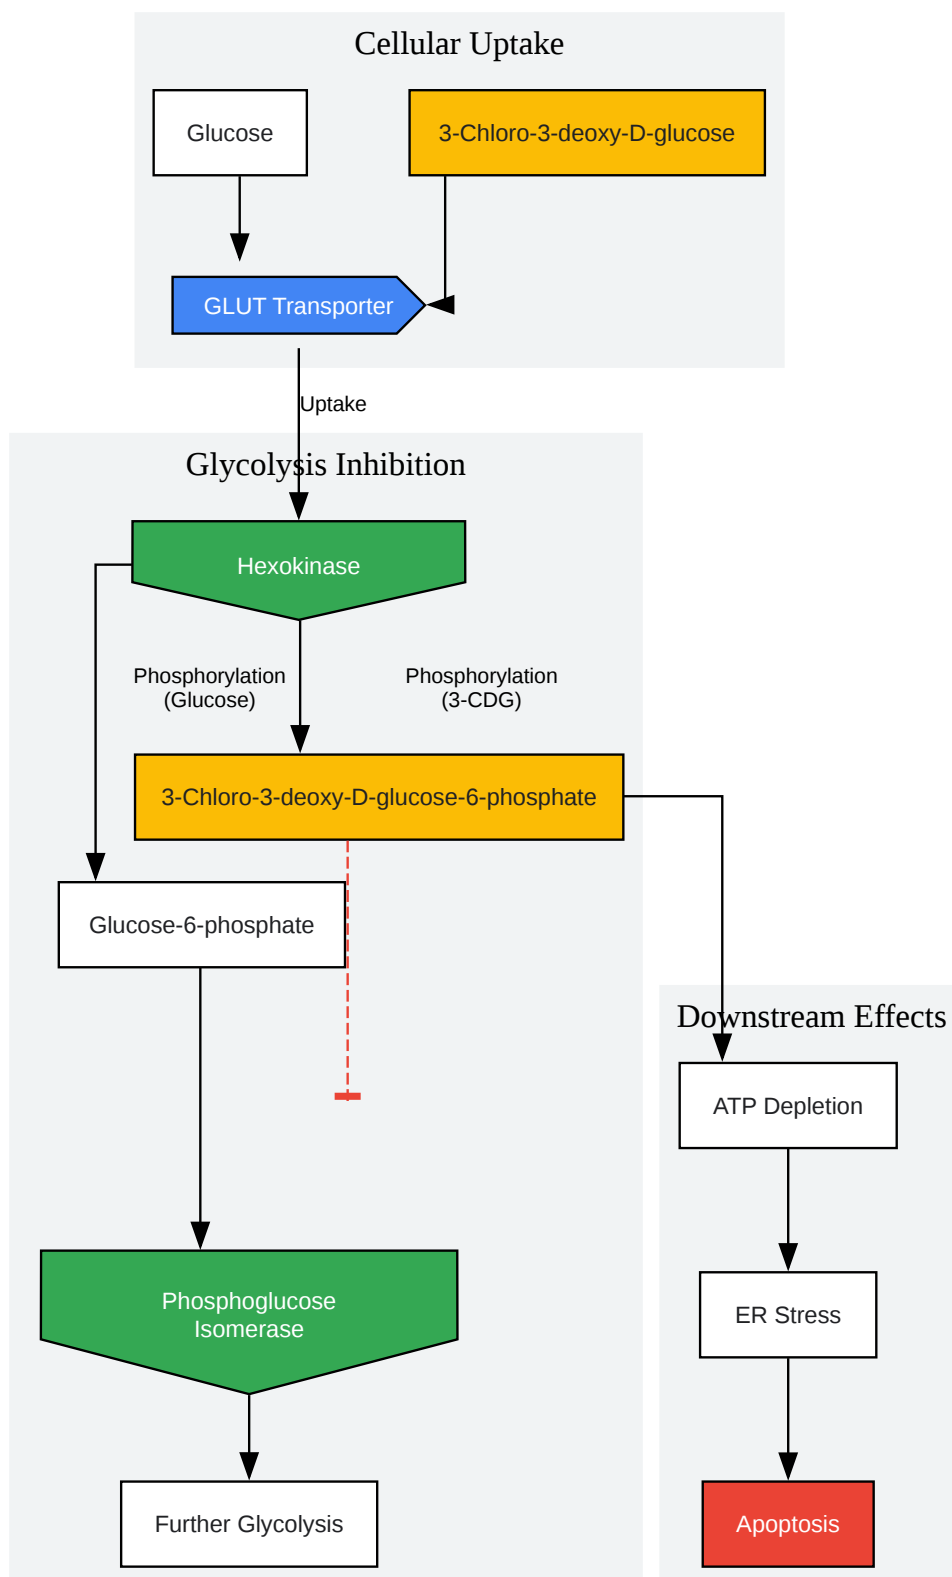 Cellular Uptake
Glucose
3-Chloro-3-deoxy-D-glucose
GLUT Transporter
Uptake
Glycolysis Inhibition
Hexokinase
Phosphorylation
(Glucose)
Phosphorylation
(3-CDG)
3-Chloro-3-deoxy-D-glucose-6-phosphate
Glucose-6-phosphate
Downstream Effects
ATP Depletion
Phosphoglucose
Isomerase
ER Stress
Further Glycolysis
Apoptosis